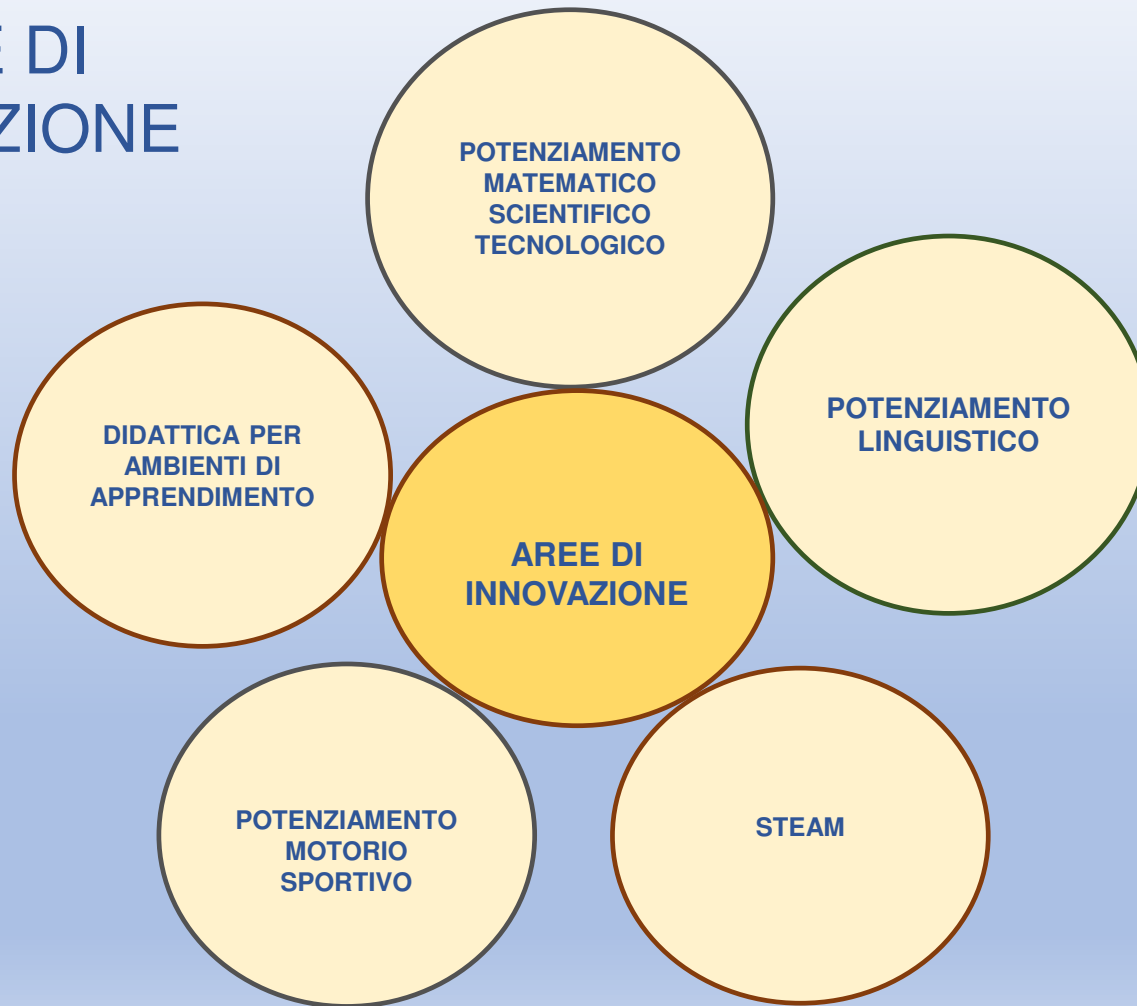 E DI
ZIONE
POTENZIAMENTO
MATEMATICO
SCIENTIFICO
TECNOLOGICO
POTENZIAMENTO
LINGUISTICO
DIDATTICA PER
AMBIENTI DI
APPRENDIMENTO
AREE DI
INNOVAZIONE
POTENZIAMENTO
MOTORIO
SPORTIVO
STEAM